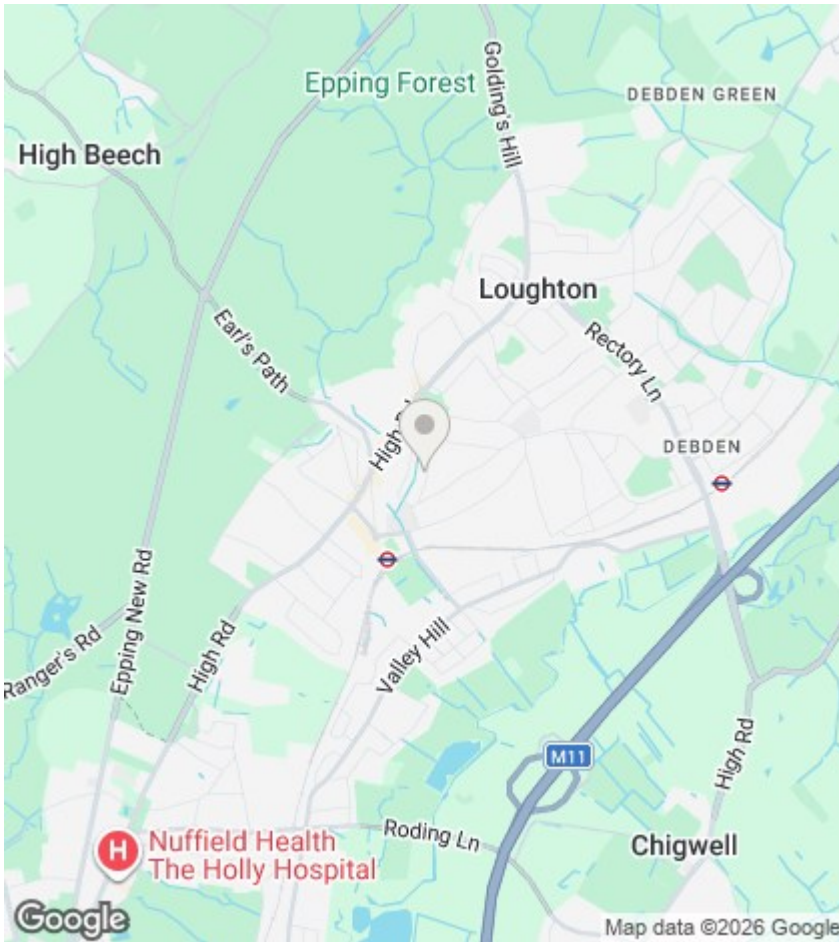 Epping Forest
Golding's Hill
DEBDEN GREEN
High Beech
Loughton
Earl's Path
Rectory Ln
High Rd
DEBDEN
Epping New Rd
Ranger's Rd
High Rd
Valley Hill
M11
High Rd
Roding Ln
Chigwell
H
Nuffield Health
The Holly Hospital
Google
Map data ©2026 Google